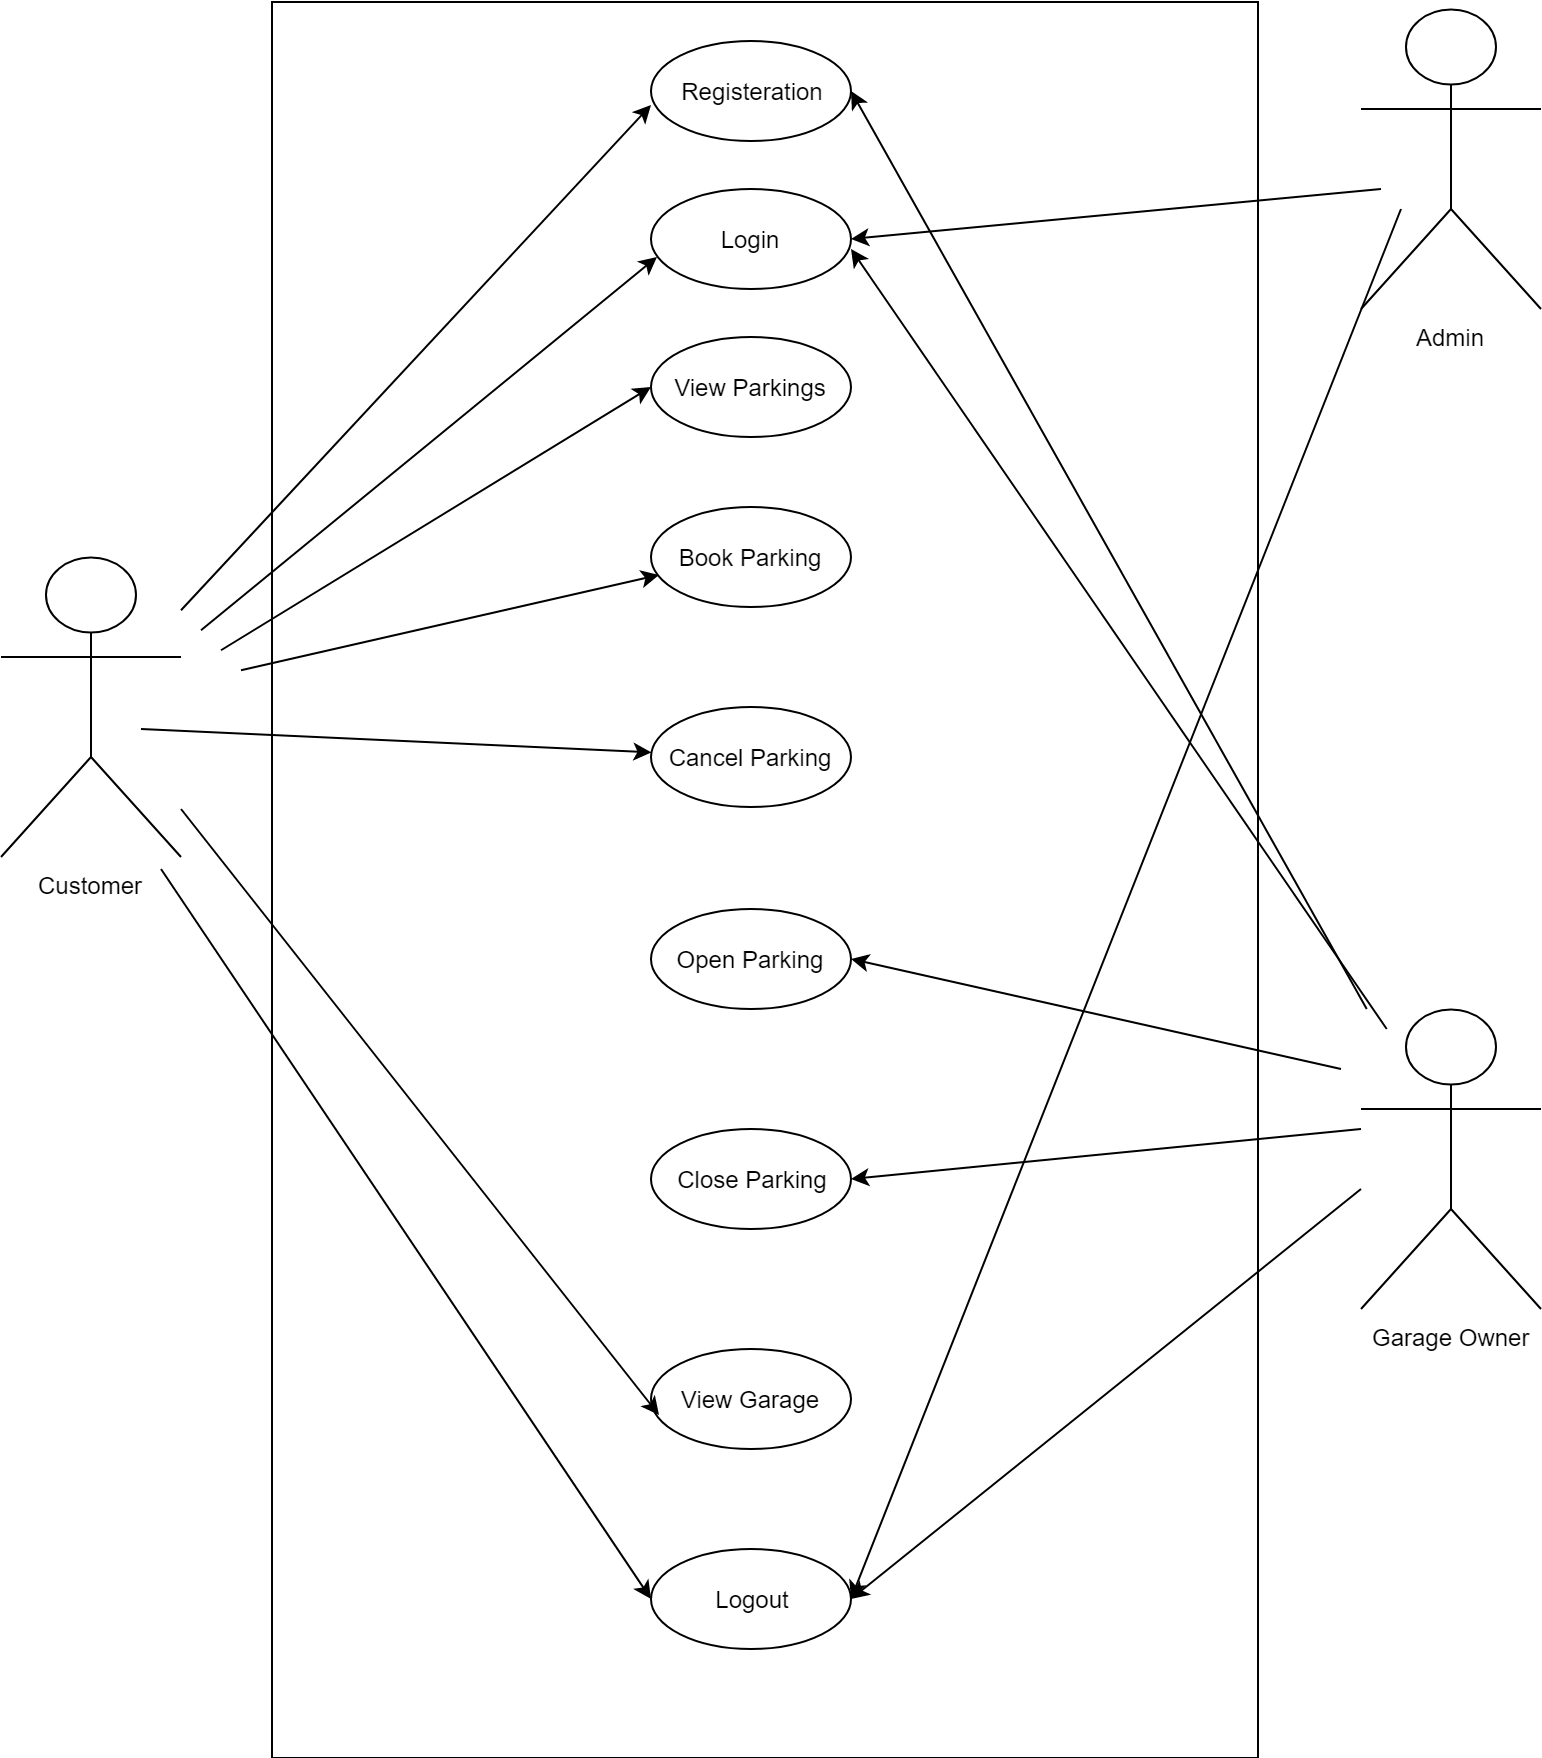 Registeration
Login
View Parkings
Book Parking
Cancel Parking
Open Parking
Close Parking
View Garage
Logout
Customer
Admin
Garage Owner